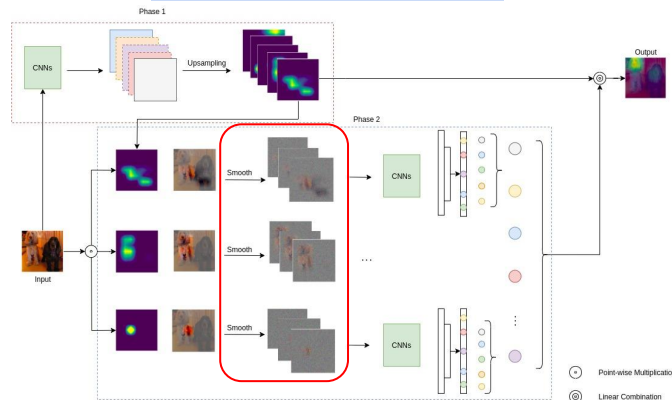 Phase 1
CNNs
Upsampling
Output
Phase 2
Smooth
CNNs
Smooth
...
Input
Smooth
CNNs
Point-wise Multiplicatio
Linear Combination